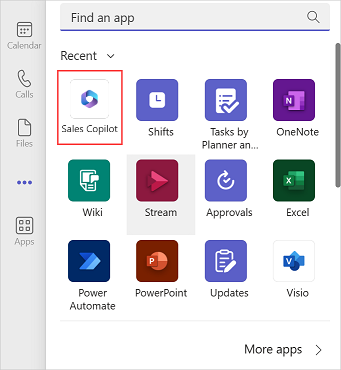 Find an app
Calendar
Recent
Calls
Sales Copilot
Shifts
Tasks by
Planner an...
OneNote
Files
Wiki
Stream
Approvals
Excel
Apps
Power
Automate
PowerPoint
Updates
Visio
More apps